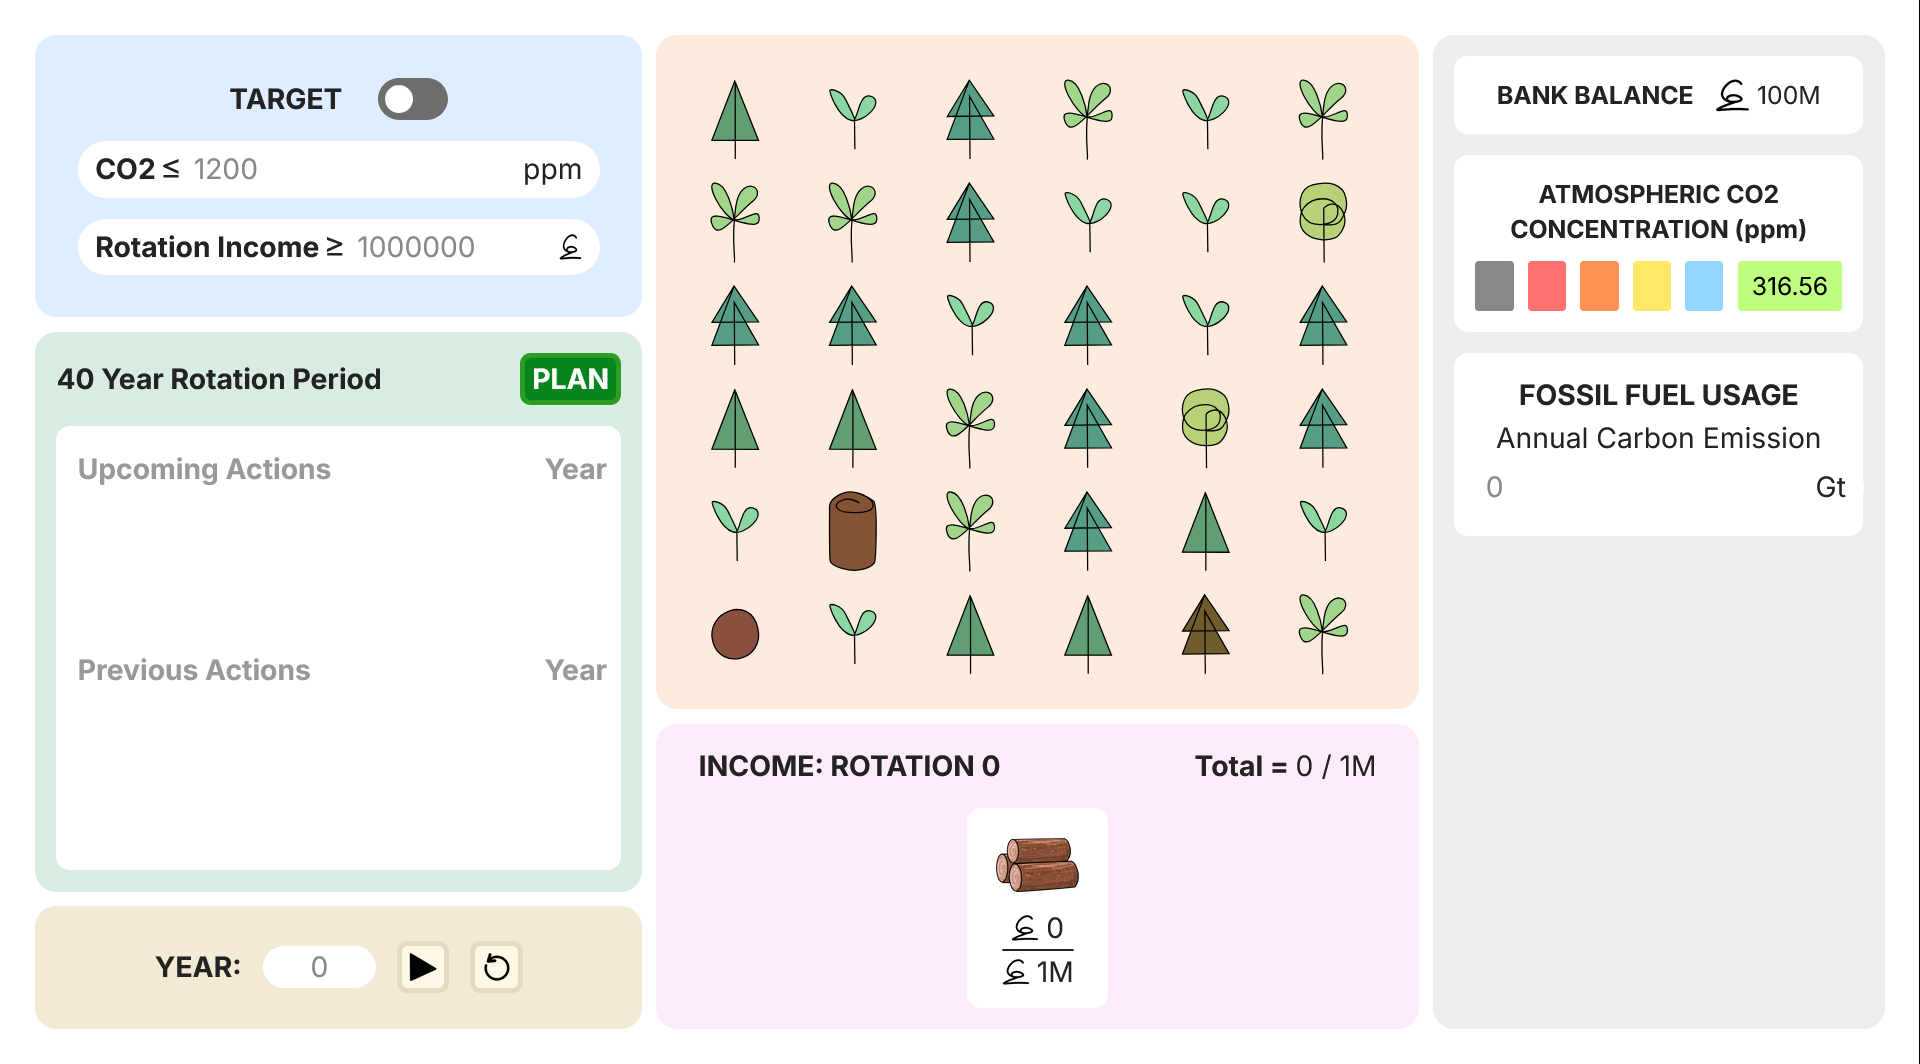 TARGET
CO2 ≤ 1200 ppm
Rotation Income ≥ 1000000
40 Year Rotation Period PLAN
Upcoming Actions Year
Previous Actions Year
YEAR: 0
INCOME: ROTATION 0 Total = 0 / 1M
0
1M
BANK BALANCE 100M
ATMOSPHERIC CO2
CONCENTRATION (ppm)
316.56
FOSSIL FUEL USAGE
Annual Carbon Emission
0 Gt